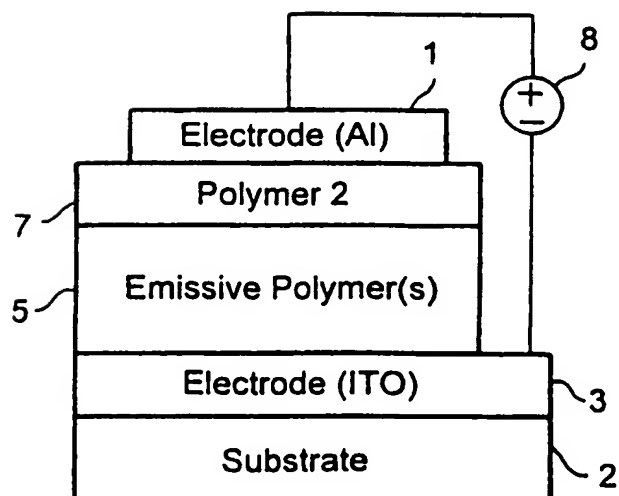 1
8
+
−
Electrode (Al)
Polymer 2
7
Emissive Polymer(s)
5
Electrode (ITO)
3
Substrate
2